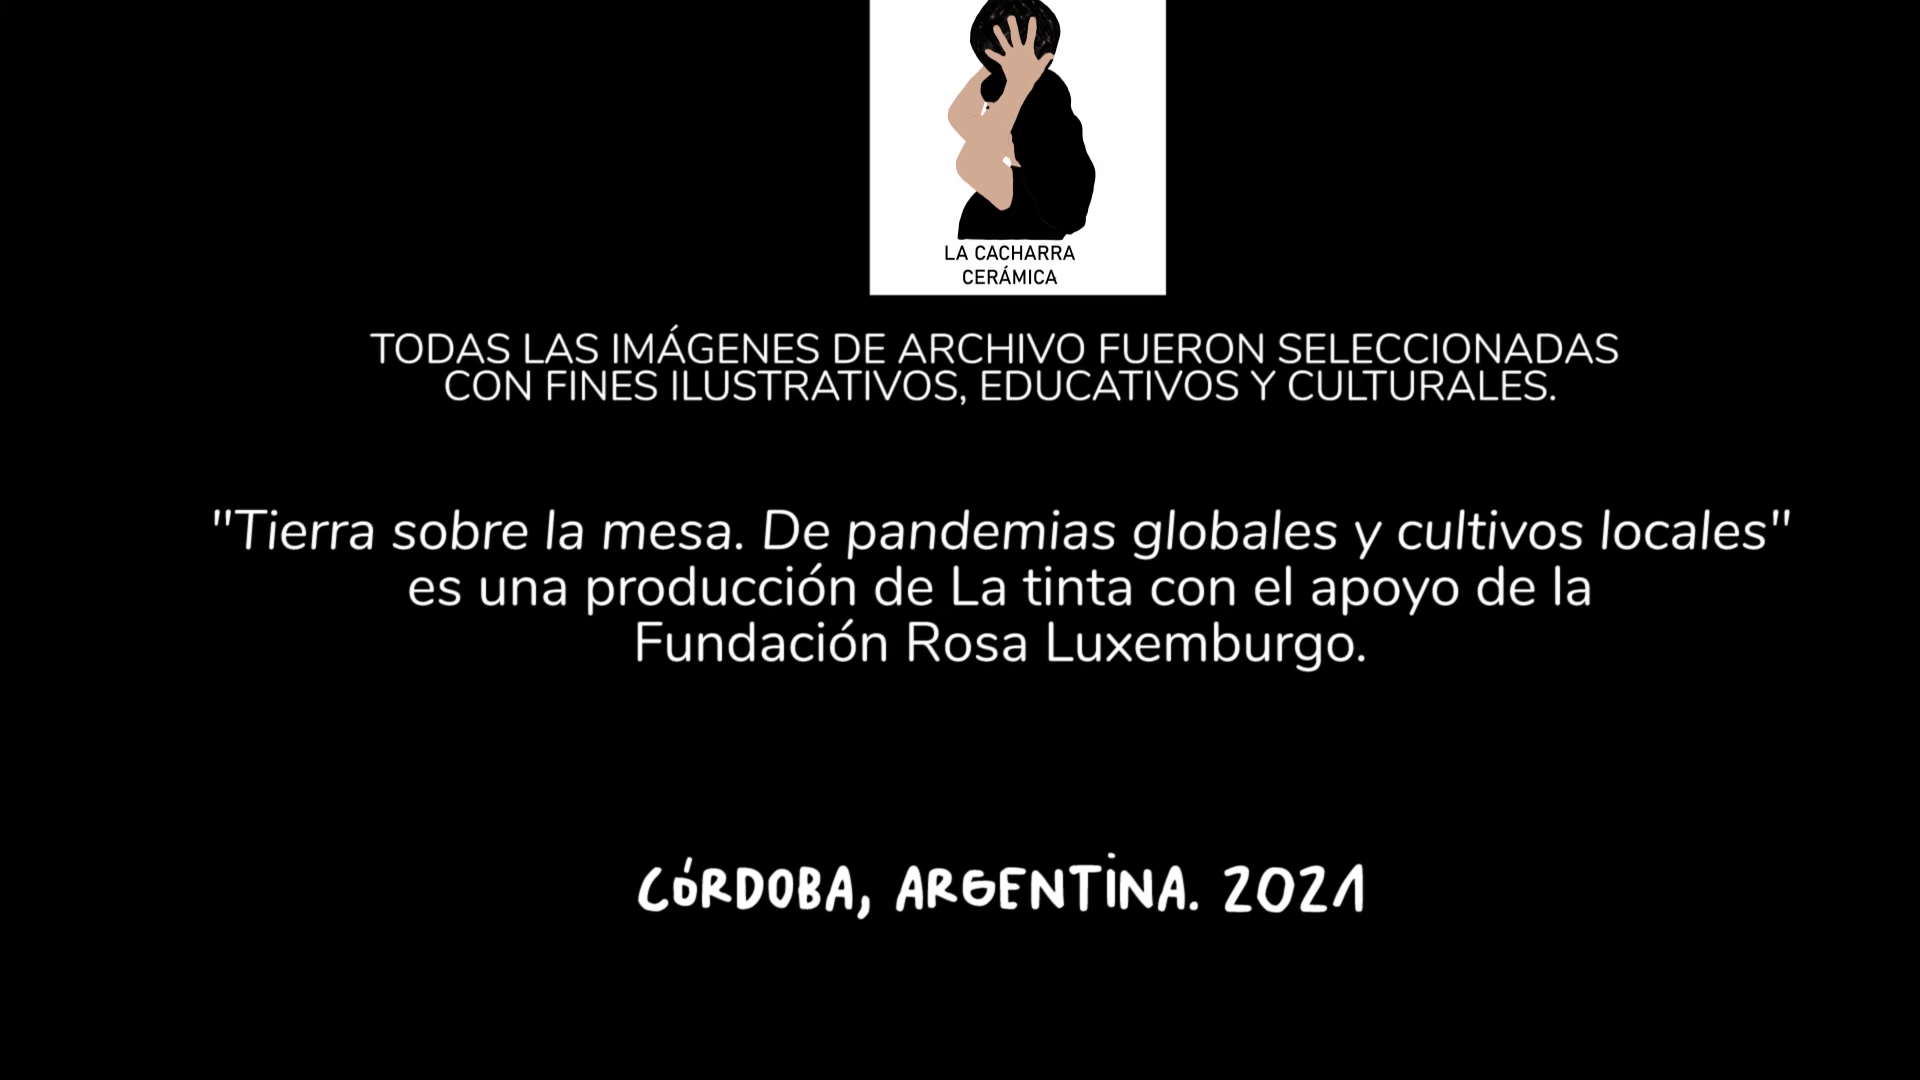 LA CACHARRA
CERÁMICA
TODAS LAS IMÁGENES DE ARCHIVO FUERON SELECCIONADAS
CON FINES ILUSTRATIVOS, EDUCATIVOS Y CULTURALES.
"Tierra sobre la mesa. De pandemias globales y cultivos locales"
es una producción de La tinta con el apoyo de la
Fundación Rosa Luxemburgo.
CÓRDOBA, ARGENTINA. 2021